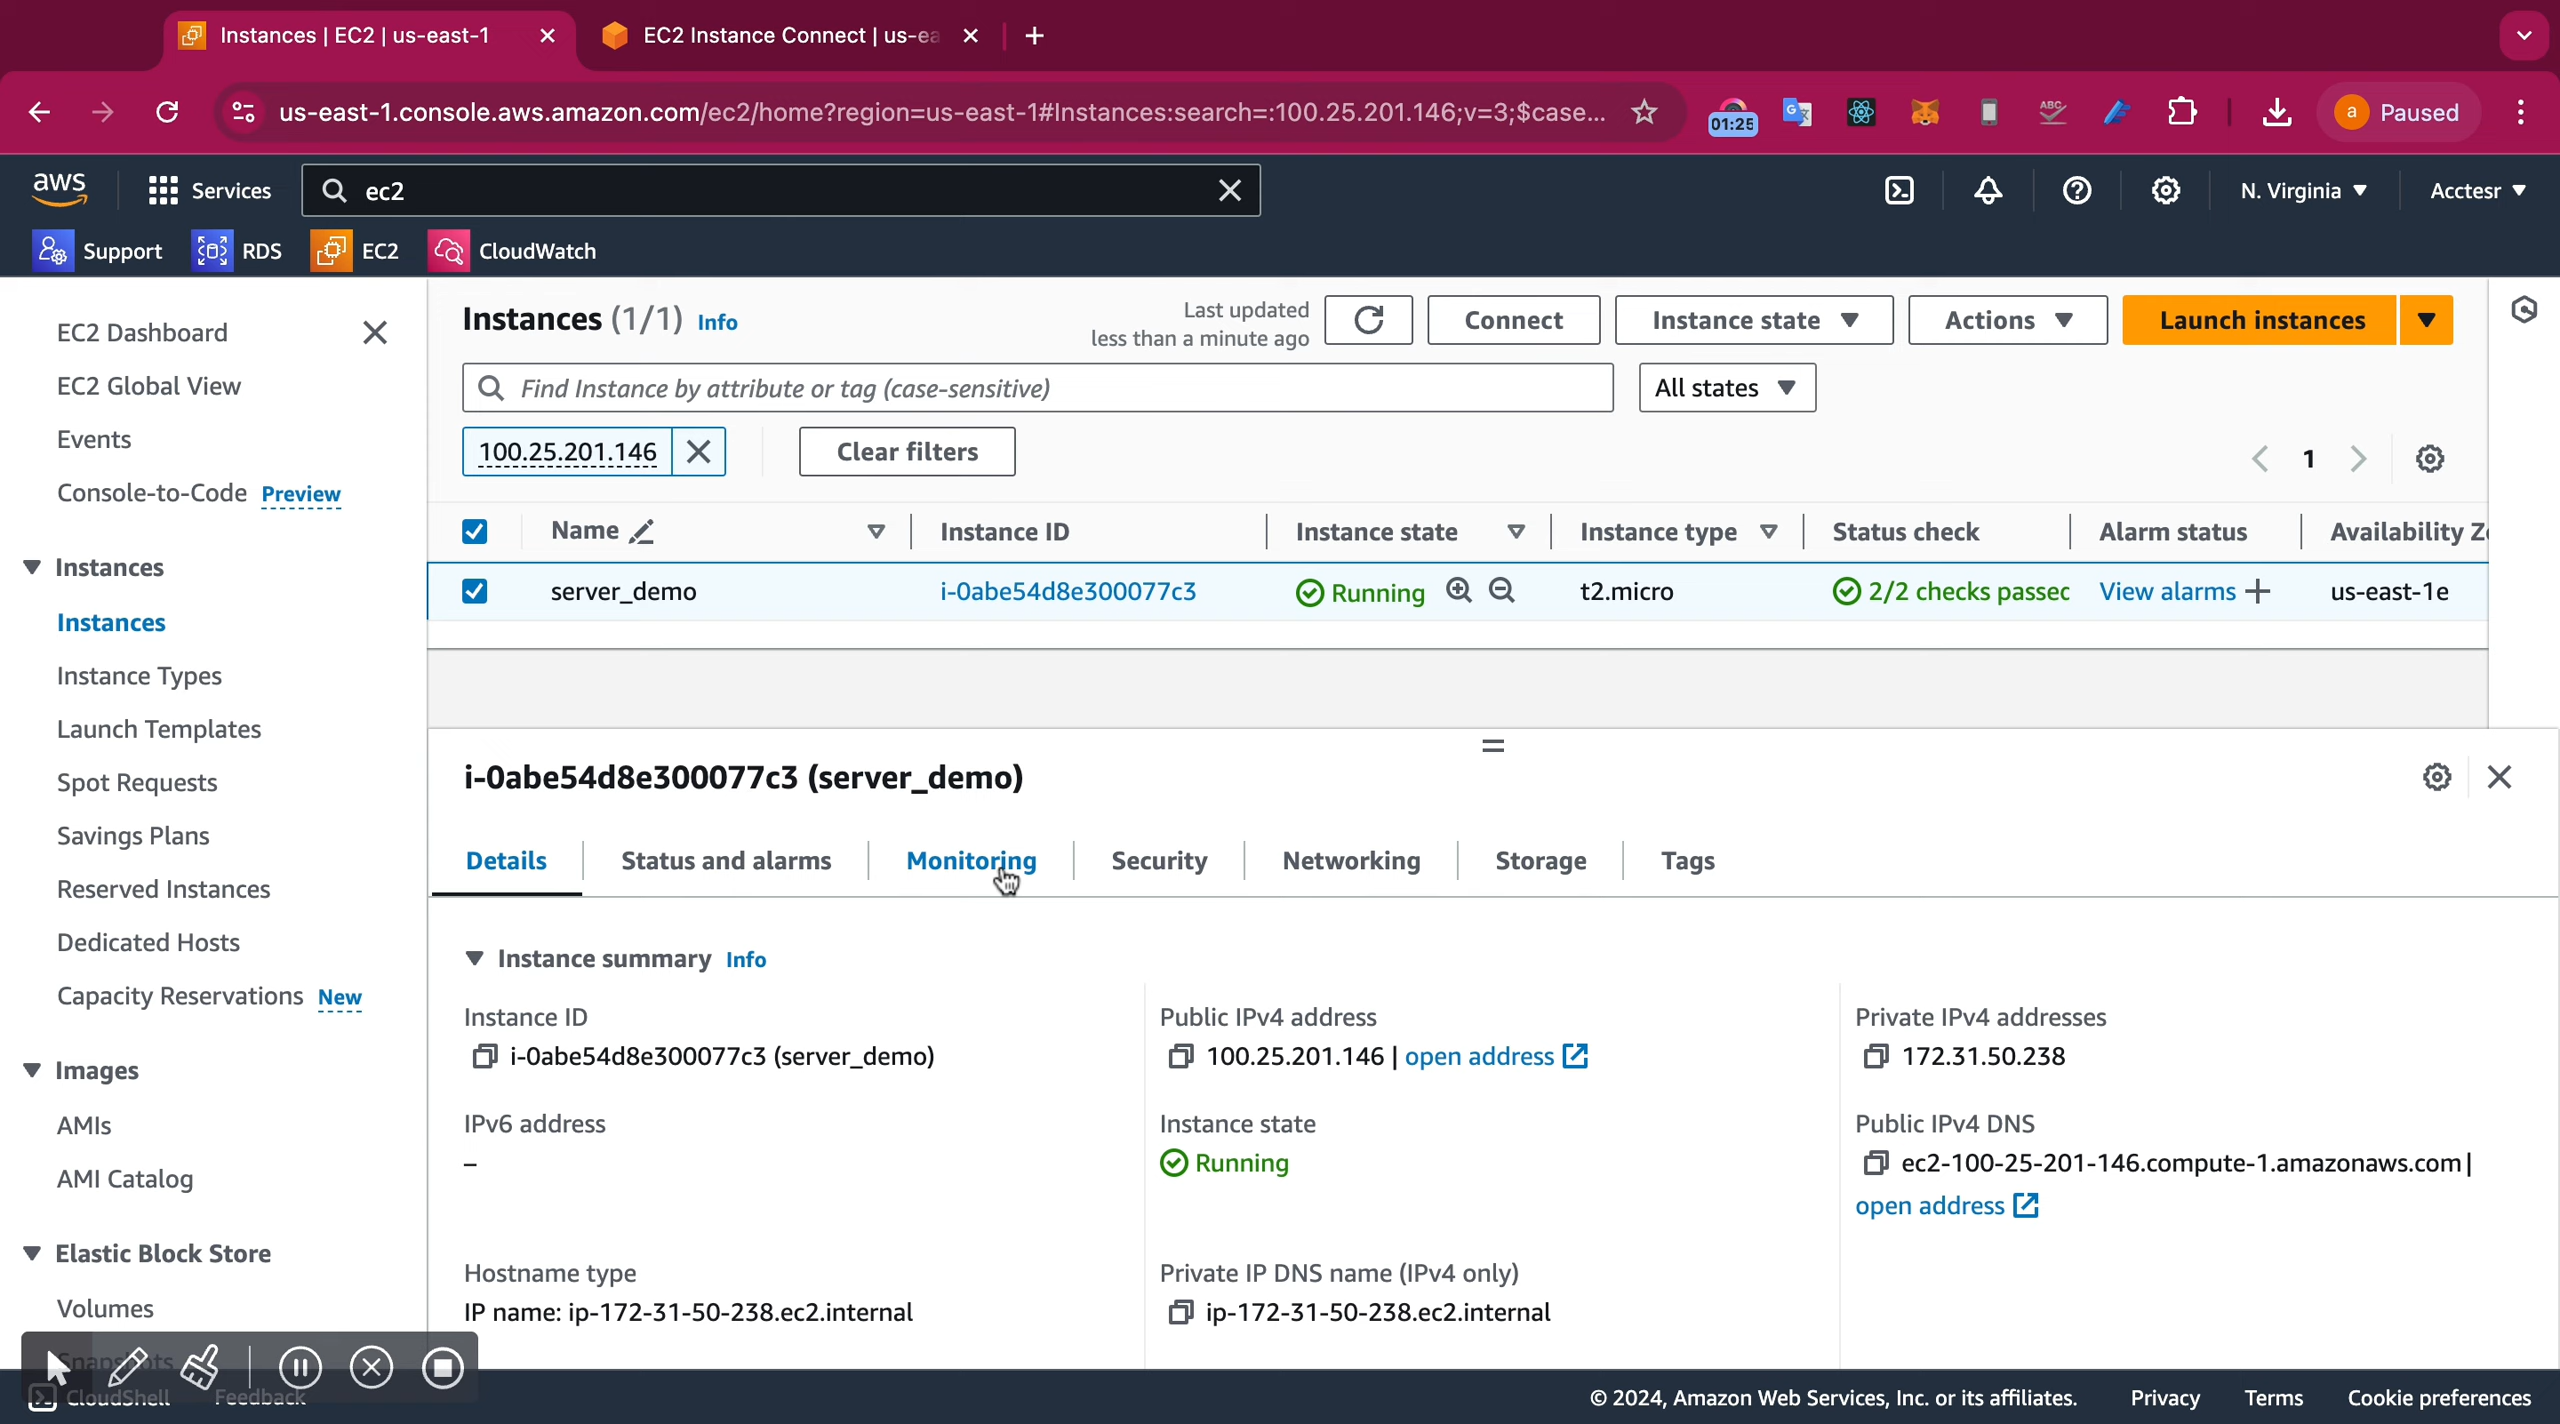 Instances | EC2 | us-east-1
EC2 Instance Connect | us-ea
us-east-1.console.aws.amazon.com/ec2/home?region=us-east-1#Instances:search=:100.25.201.146;v=3;$case...
01:25
ABC
a Paused
aws
Services
ec2
N. Virginia
Acctesr
Support
RDS
EC2
CloudWatch
EC2 Dashboard
EC2 Global View
Events
Console-to-Code Preview
Instances
Instances
Instance Types
Launch Templates
Spot Requests
Savings Plans
Reserved Instances
Dedicated Hosts
Capacity Reservations New
Images
AMIs
AMI Catalog
Elastic Block Store
Volumes
Snapshots
Instances (1/1) Info
Last updated
less than a minute ago
Connect
Instance state
Actions
Launch instances
Find Instance by attribute or tag (case-sensitive)
All states
100.25.201.146
Clear filters
1
Name Instance ID Instance state Instance type Status check Alarm status Availability Z
server_demo i-0abe54d8e300077c3 Running t2.micro 2/2 checks passec View alarms + us-east-1e
i-0abe54d8e300077c3 (server_demo)
Details Status and alarms Monitoring Security Networking Storage Tags
Instance summary Info
Instance ID
i-0abe54d8e300077c3 (server_demo)
Public IPv4 address
100.25.201.146 | open address
Private IPv4 addresses
172.31.50.238
IPv6 address
–
Instance state
Running
Public IPv4 DNS
ec2-100-25-201-146.compute-1.amazonaws.com |
open address
Hostname type
IP name: ip-172-31-50-238.ec2.internal
Private IP DNS name (IPv4 only)
ip-172-31-50-238.ec2.internal
CloudShell
Feedback
© 2024, Amazon Web Services, Inc. or its affiliates.
Privacy
Terms
Cookie preferences